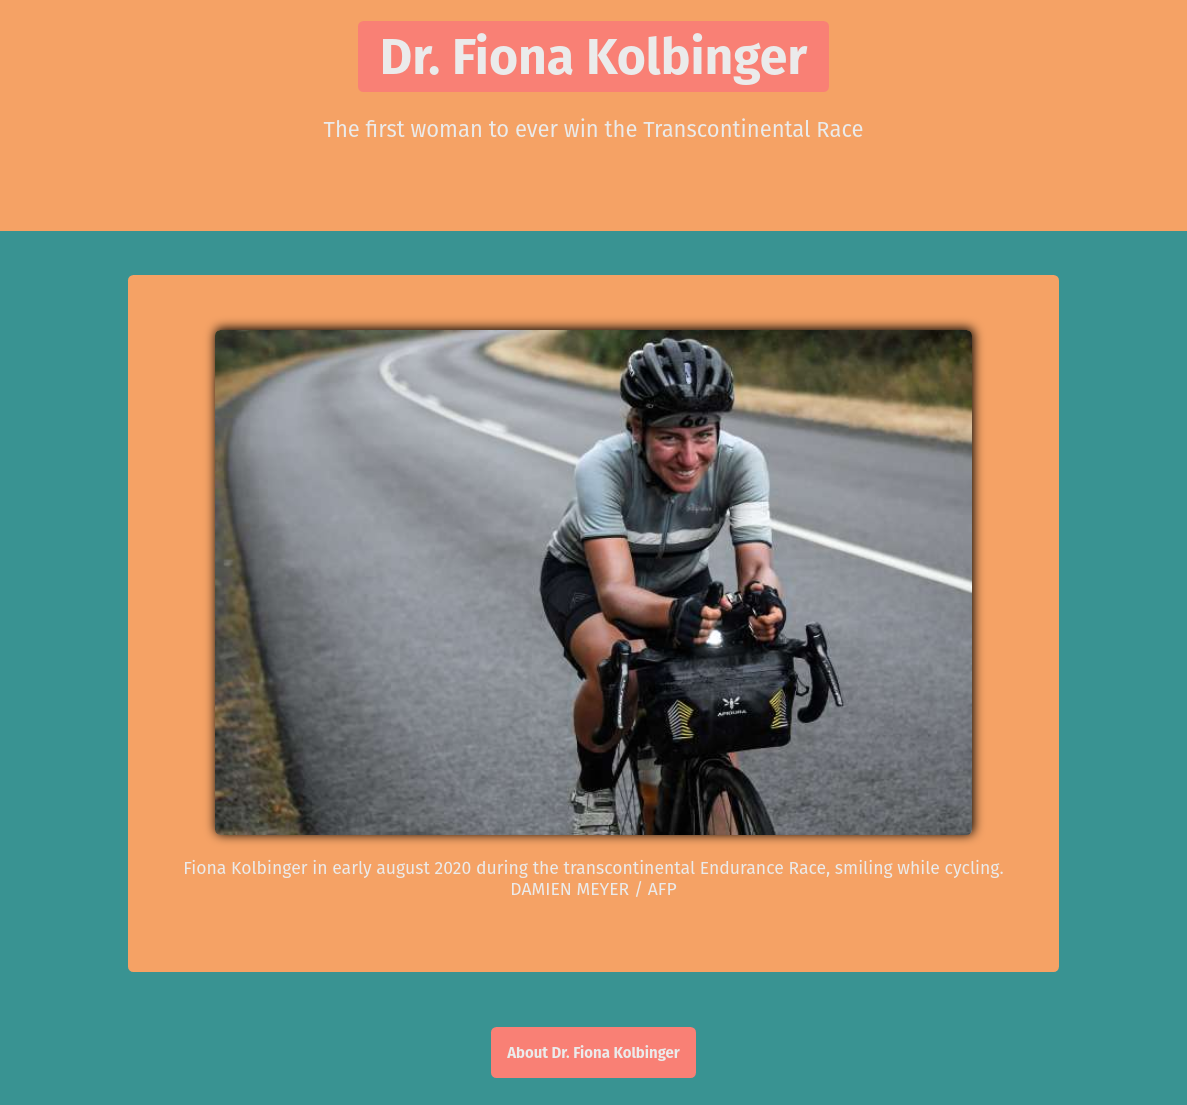 Dr. Fiona Kolbinger
The first woman to ever win the Transcontinental Race
66
APIDURA
Fiona Kolbinger in early august 2020 during the transcontinental Endurance Race, smiling while cycling.
DAMIEN MEYER / AFP
About Dr. Fiona Kolbinger